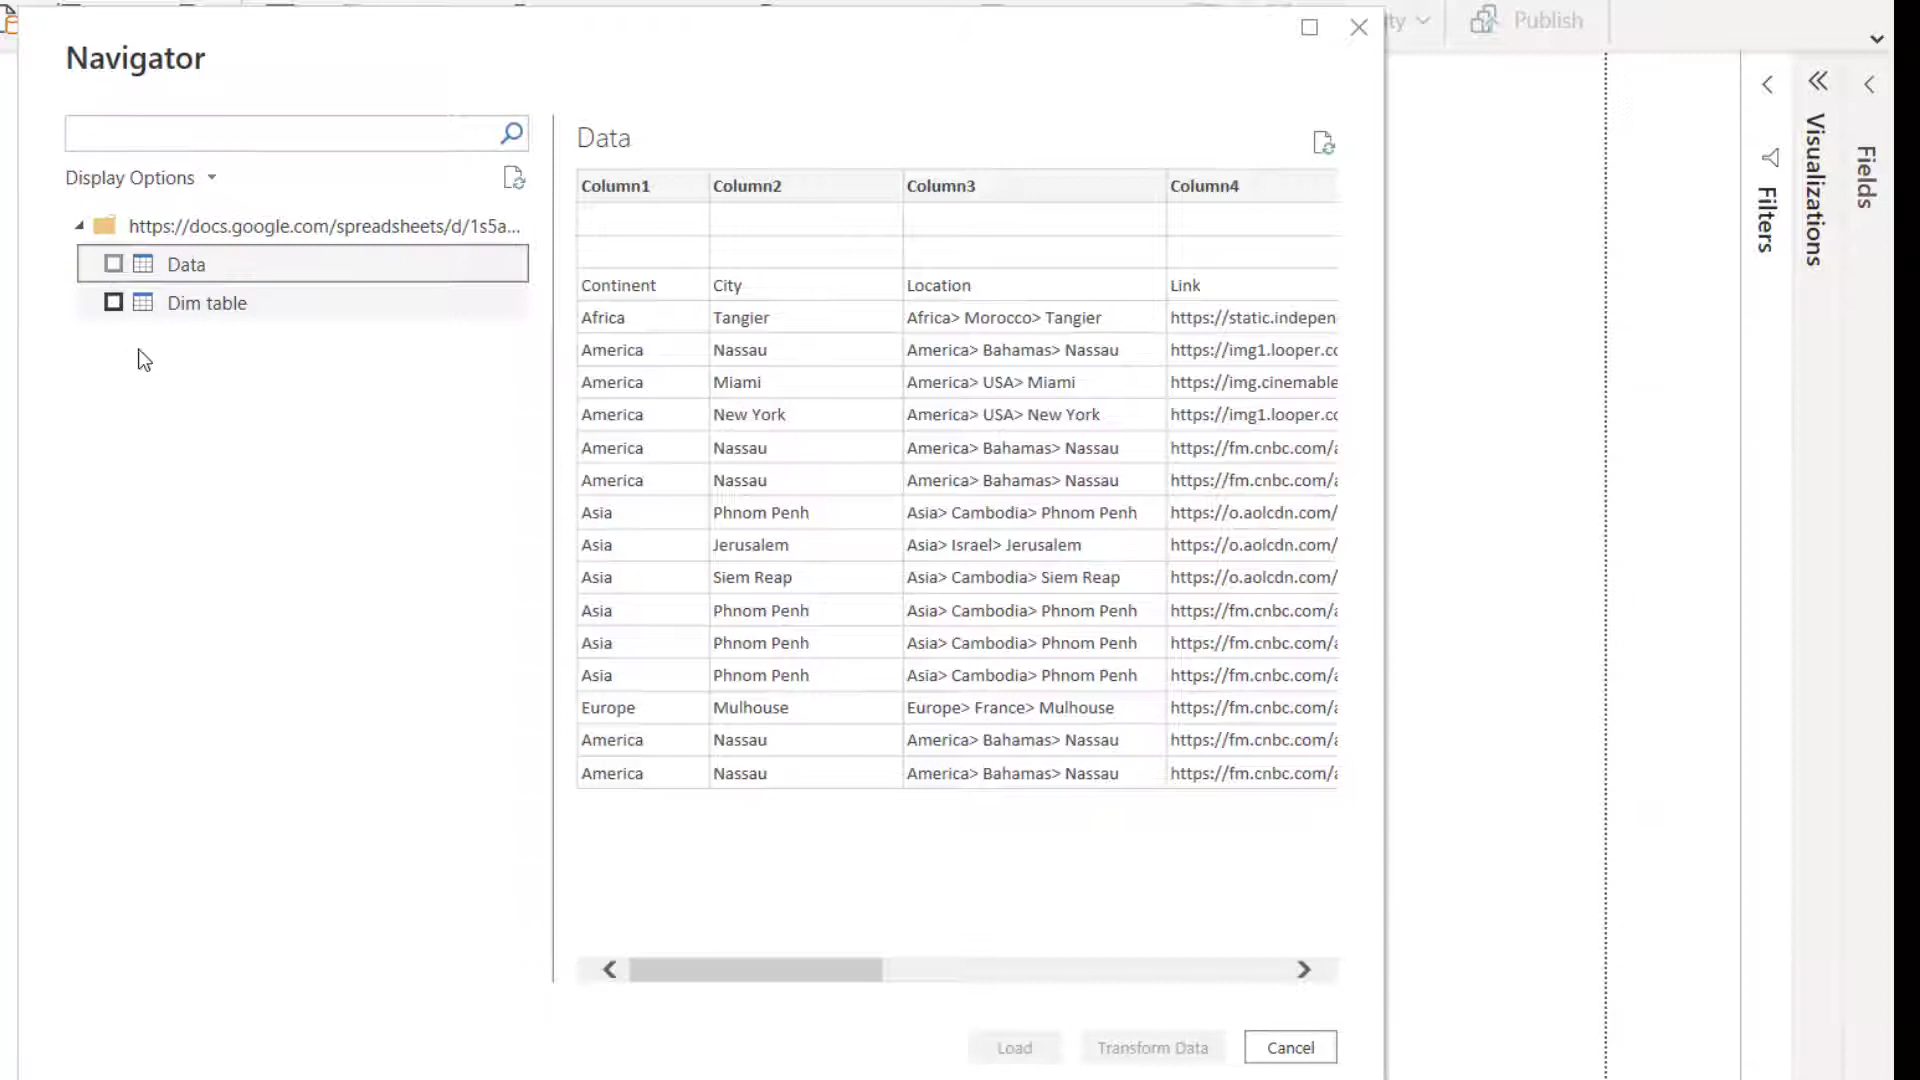 ty
Publish
Navigator
Display Options
https://docs.google.com/spreadsheets/d/1s5a...
Data
Dim table
Data
Column1 Column2 Column3 Column4
Continent City Location Link
Africa Tangier Africa> Morocco> Tangier https://static.indepen
America Nassau America> Bahamas> Nassau https://img1.looper.cc
America Miami America> USA> Miami https://img.cinemable
America New York America> USA> New York https://img1.looper.cc
America Nassau America> Bahamas> Nassau https://fm.cnbc.com/a
America Nassau America> Bahamas> Nassau https://fm.cnbc.com/a
Asia Phnom Penh Asia> Cambodia> Phnom Penh https://o.aolcdn.com/
Asia Jerusalem Asia> Israel> Jerusalem https://o.aolcdn.com/
Asia Siem Reap Asia> Cambodia> Siem Reap https://o.aolcdn.com/
Asia Phnom Penh Asia> Cambodia> Phnom Penh https://fm.cnbc.com/a
Asia Phnom Penh Asia> Cambodia> Phnom Penh https://fm.cnbc.com/a
Asia Phnom Penh Asia> Cambodia> Phnom Penh https://fm.cnbc.com/a
Europe Mulhouse Europe> France> Mulhouse https://fm.cnbc.com/a
America Nassau America> Bahamas> Nassau https://fm.cnbc.com/a
America Nassau America> Bahamas> Nassau https://fm.cnbc.com/a
Load Transform Data Cancel
Filters
Visualizations
Fields